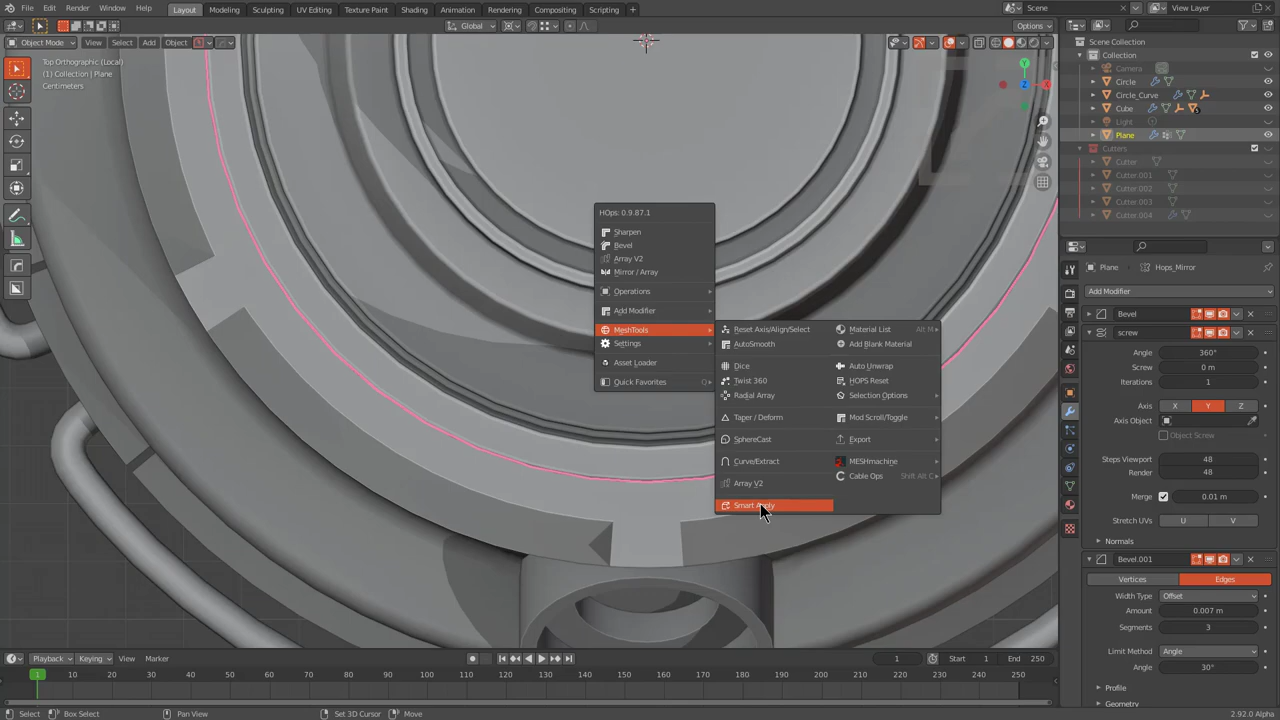 File Edit Render Window Help Layout Modeling Sculpting UV Editing Texture Paint Shading Animation Rendering Compositing Scripting + Scene View Layer
Global Options
Object Mode View Select Add Object
Top Orthographic (Local)
(1) Collection | Plane
Centimeters
Y
X
Z
HOps: 0.9.87.1
Sharpen
Bevel
Array V2
Mirror / Array
Operations
Add Modifier
MeshTools
Settings
Asset Loader
Quick Favorites Q
Reset Axis/Align/Select
AutoSmooth
Dice
Twist 360
Radial Array
Taper / Deform
SphereCast
Curve/Extract
Array V2
Smart Apply
Material List Alt M
Add Blank Material
Auto Unwrap
HOPS Reset
Selection Options
Mod Scroll/Toggle
Export
MESHmachine
Cable Ops Shift Alt C
Scene Collection
Collection
Camera
Circle
Circle_Curve
Cube
Light
Plane
Cutters
Cutter
Cutter.001
Cutter.002
Cutter.003
Cutter.004
Plane Hops_Mirror
Add Modifier
Bevel
screw
Angle 360°
Screw 0 m
Iterations 1
Axis X Y Z
Axis Object
Object Screw
Steps Viewport 48
Render 48
Merge 0.01 m
Stretch UVs U V
Normals
Bevel.001
Vertices Edges
Width Type Offset
Amount 0.007 m
Segments 3
Limit Method Angle
Angle 30°
Profile
Geometry
Playback Keying View Marker 1 Start 1 End 250
1 10 20 30 40 50 60 70 80 90 100 110 120 130 140 150 160 170 180 190 200 210 220 230 240 250
Select Box Select Pan View Set 3D Cursor Move 2.92.0 Alpha